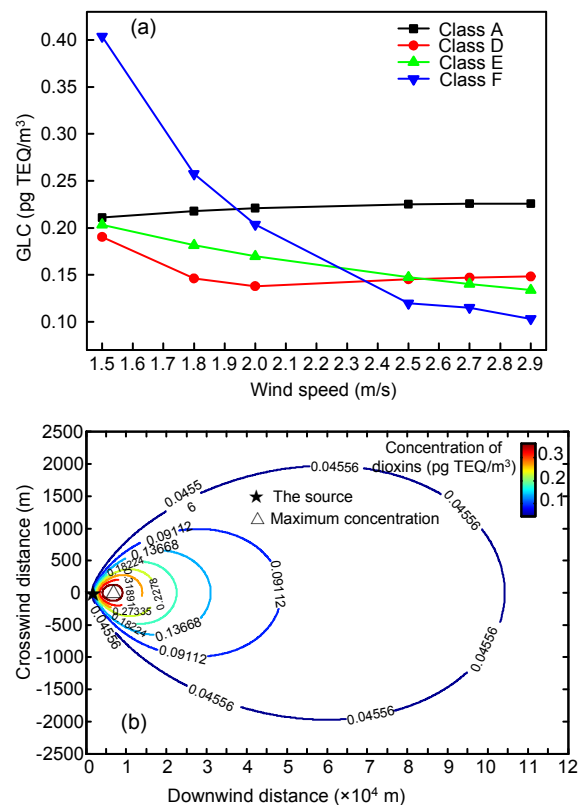 (a)
Class A
Class D
Class E
Class F
GLC (pg TEQ/m³)
0.40
0.35
0.30
0.25
0.20
0.15
0.10
1.5 1.6 1.7 1.8 1.9 2.0 2.1 2.2 2.3 2.4 2.5 2.6 2.7 2.8 2.9
Wind speed (m/s)
Crosswind distance (m)
2500
2000
1500
1000
500
0
-500
-1000
-1500
-2000
-2500
Concentration of
dioxins (pg TEQ/m³)
0.3
0.2
0.1
★ The source
△ Maximum concentration
0.0455
6
0.04556
0.09112
0.13668
0.18224
0.31891
0.2278
0.27335
0.18224
0.13668
0.09112
0.09112
0.04556
0.04556
0.04556
0.04556
0.04556
(b)
0 1 2 3 4 5 6 7 8 9 10 11 12
Downwind distance (×10⁴ m)